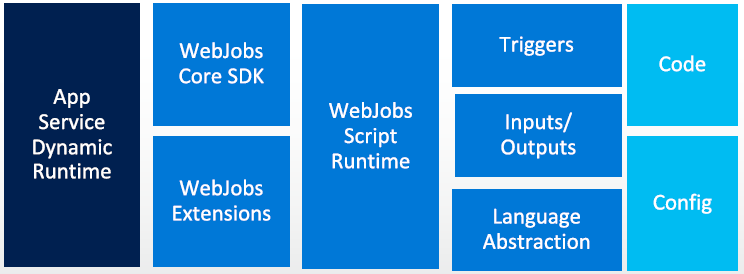 App
Service
Dynamic
Runtime
WebJobs
Core SDK
WebJobs
Extensions
WebJobs
Script
Runtime
Triggers
Inputs/
Outputs
Language
Abstraction
Code
Config